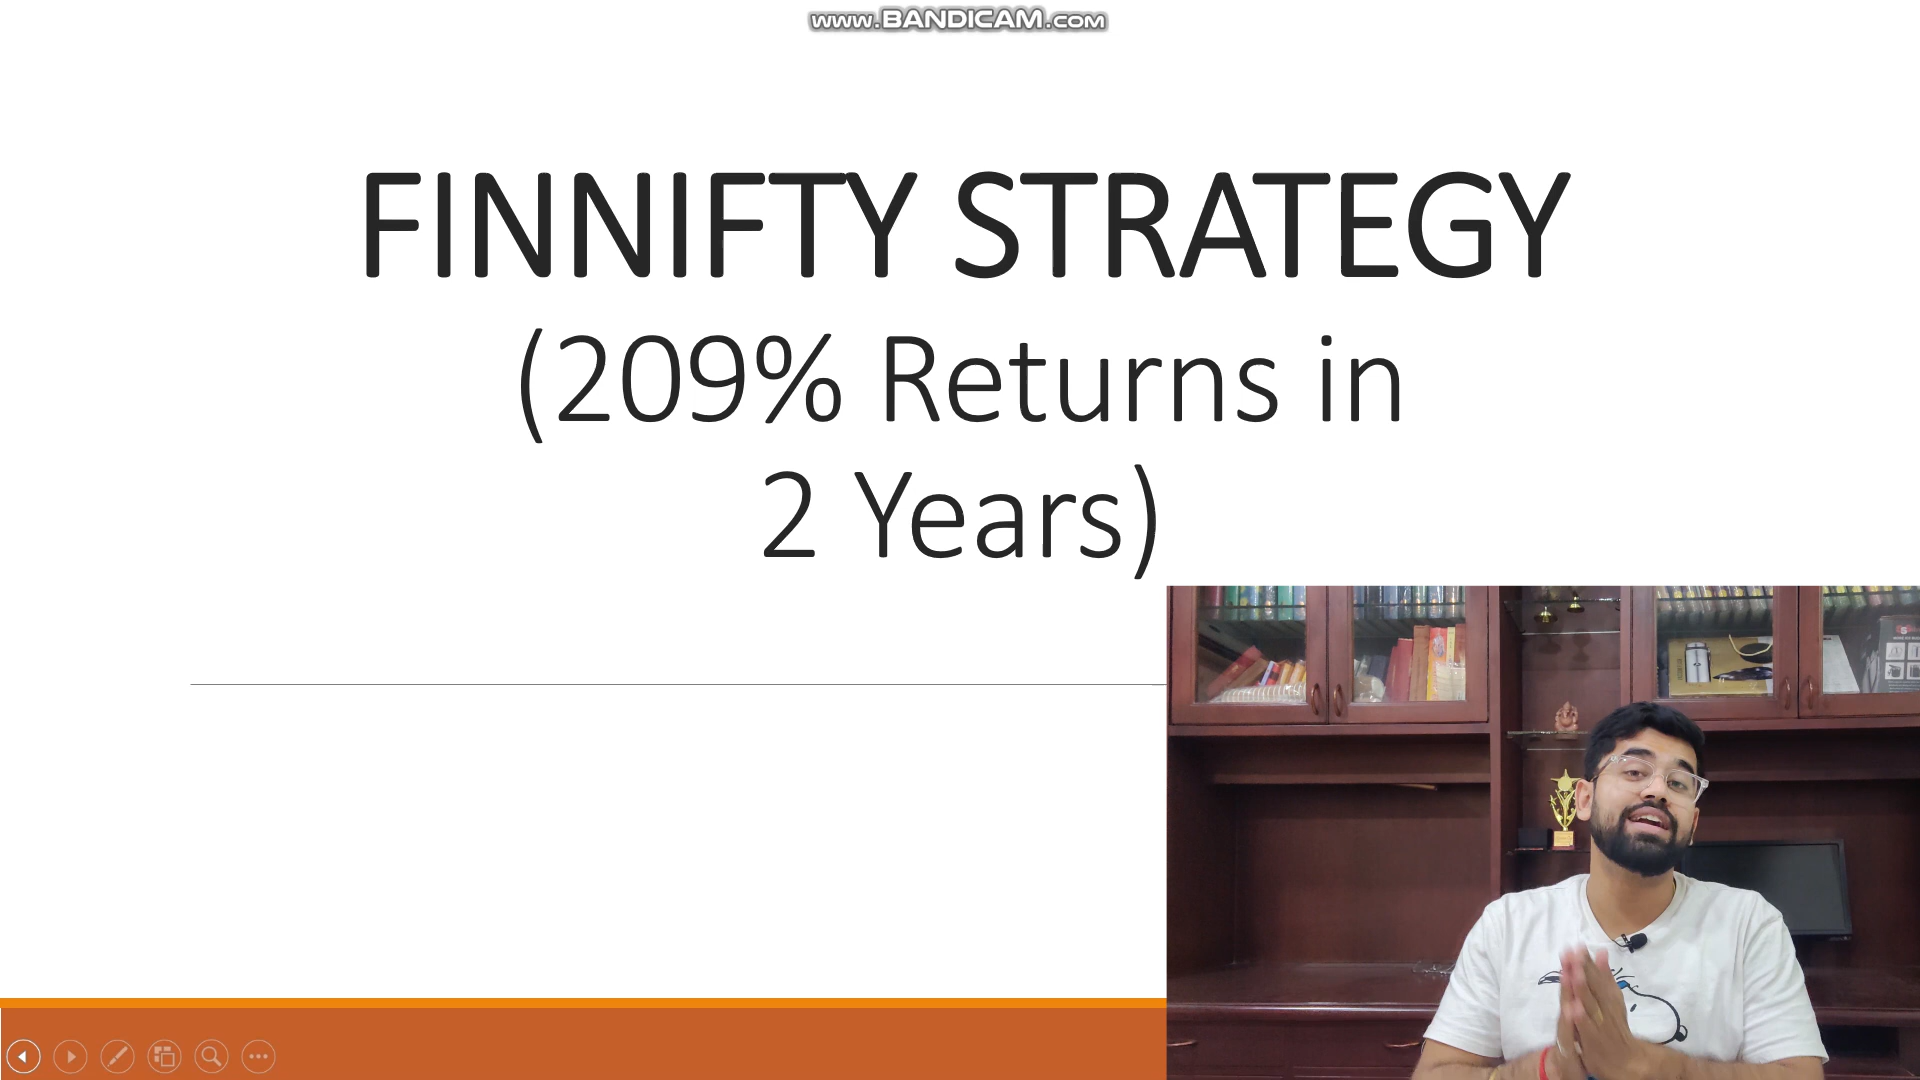 www.BANDICAM.com
FINNIFTY STRATEGY
(209% Returns in
2 Years)